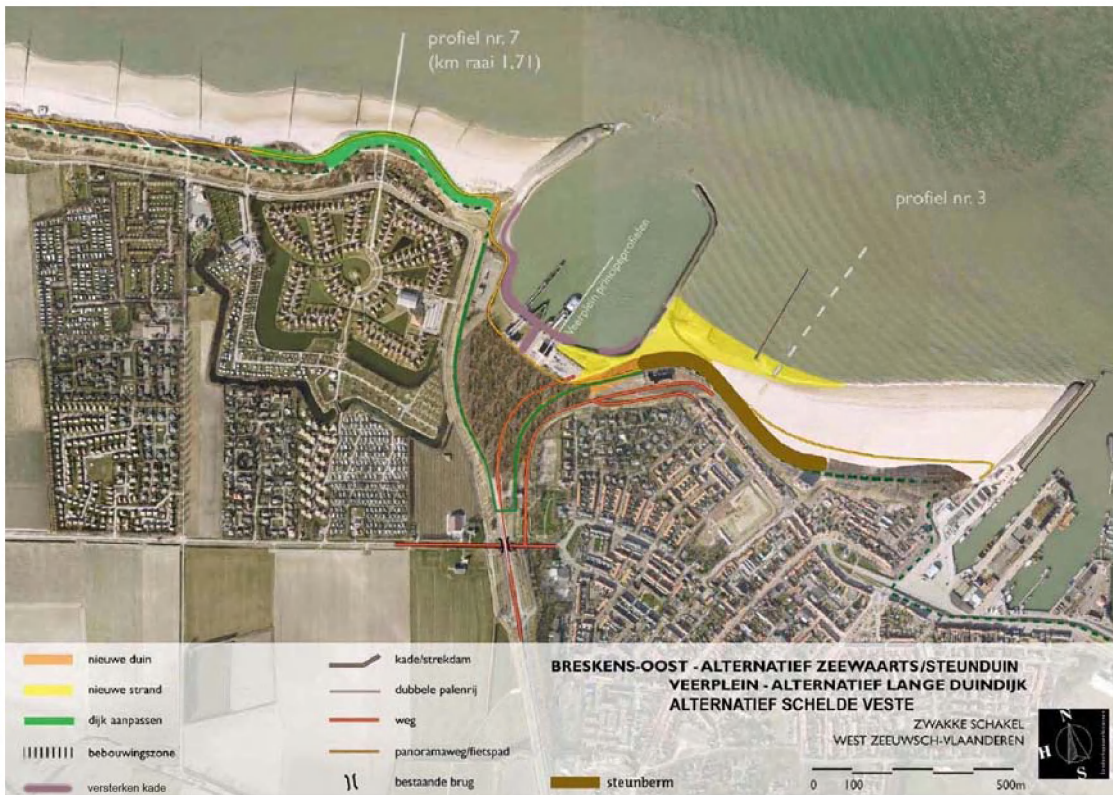 profiel nr. 7
(km raai 1,71)
profiel nr. 3
Veerplein principeprofielen
nieuwe duin
nieuwe strand
dijk aanpassen
bebouwingszone
versterken kade
kade/strekdam
dubbele palenrij
weg
panoramaweg/fietspad
bestaande brug
steunberm
BRESKENS-OOST - ALTERNATIEF ZEEWAARTS/STEUNDUIN
VEERPLEIN - ALTERNATIEF LANGE DUINDIJK
ALTERNATIEF SCHELDE VESTE
ZWAKKE SCHAKEL
WEST ZEEUWSCH-VLAANDEREN
0 100 500m
N
H
S